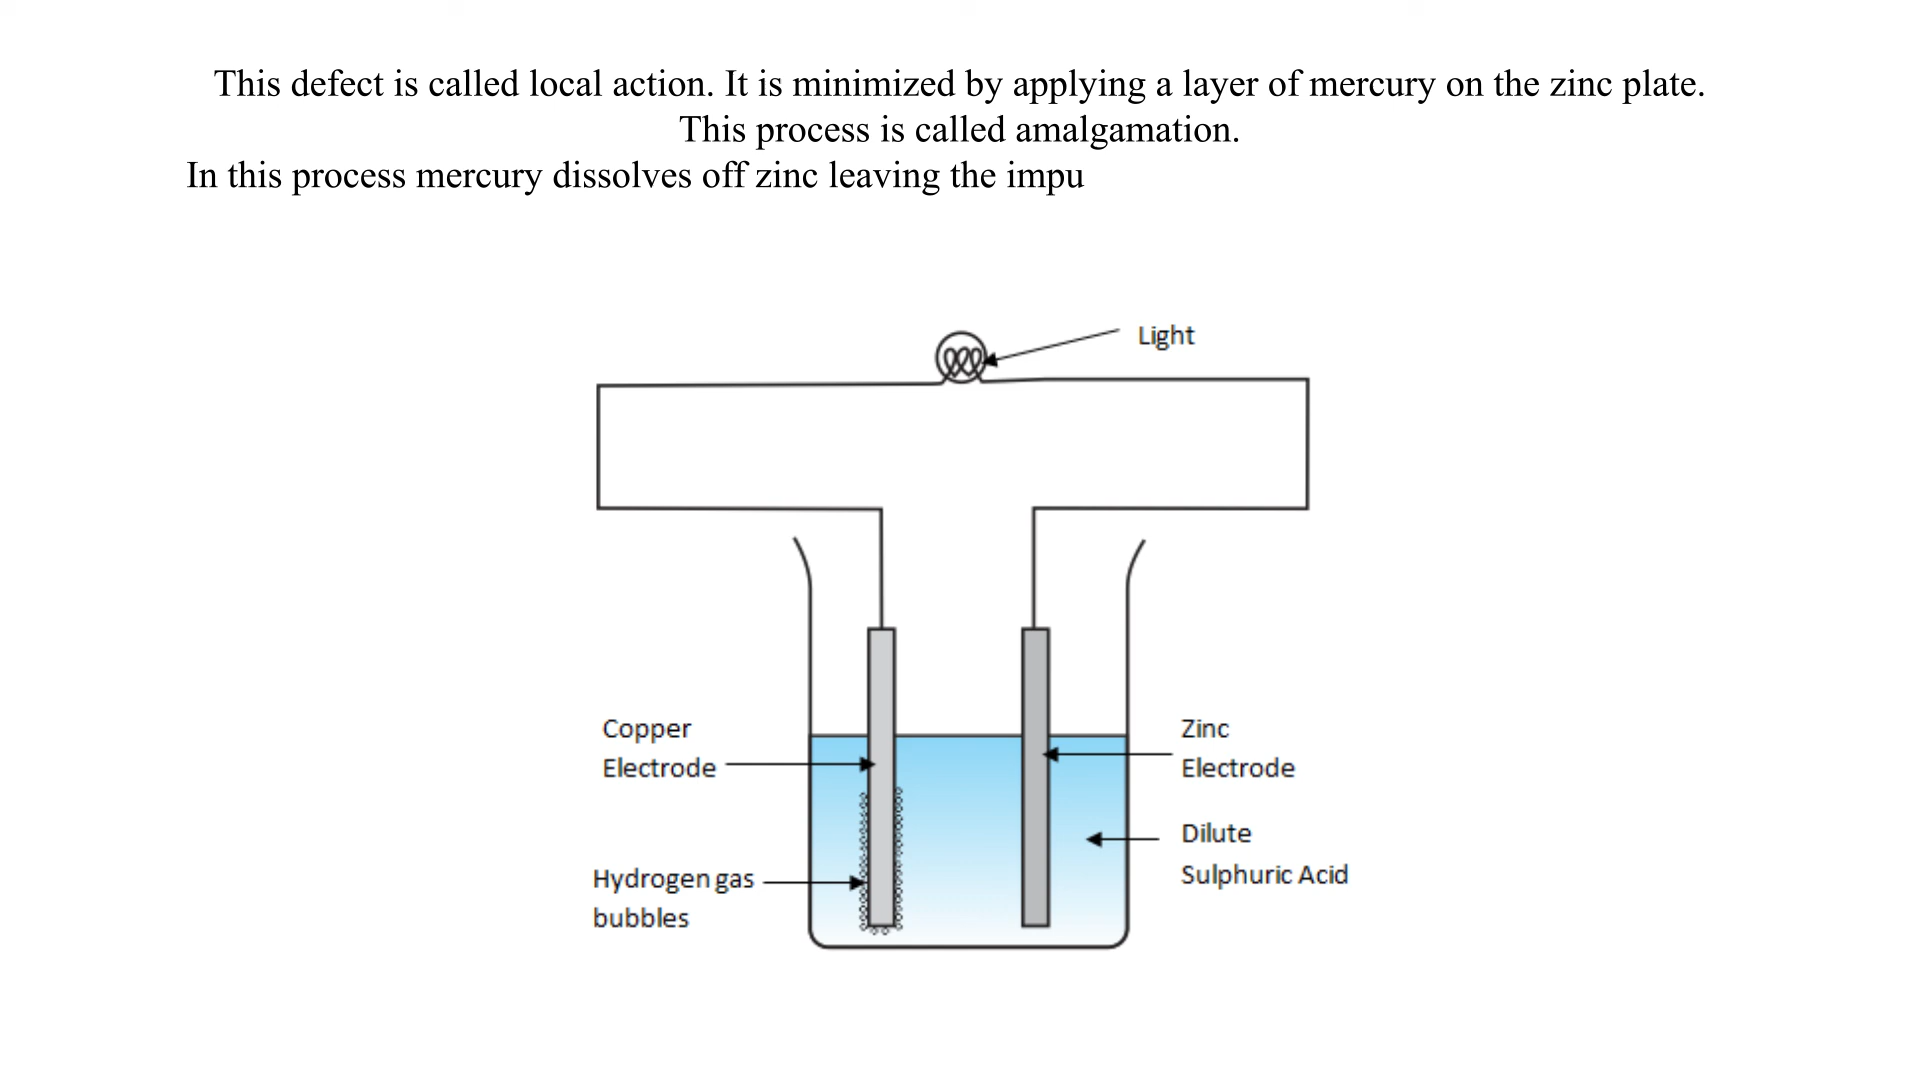 This defect is called local action. It is minimized by applying a layer of mercury on the zinc plate.
This process is called amalgamation.
In this process mercury dissolves off zinc leaving the impu
Light
Copper
Electrode
Zinc
Electrode
Dilute
Sulphuric Acid
Hydrogen gas
bubbles